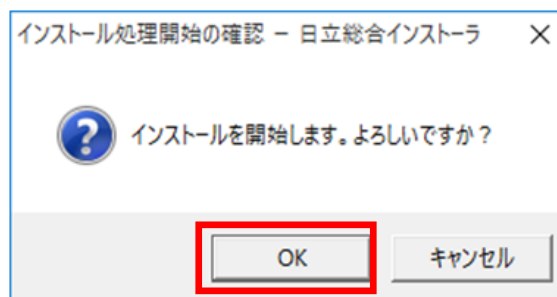 インストール処理開始の確認 － 日立総合インストーラ
インストールを開始します。よろしいですか？
OK
キャンセル